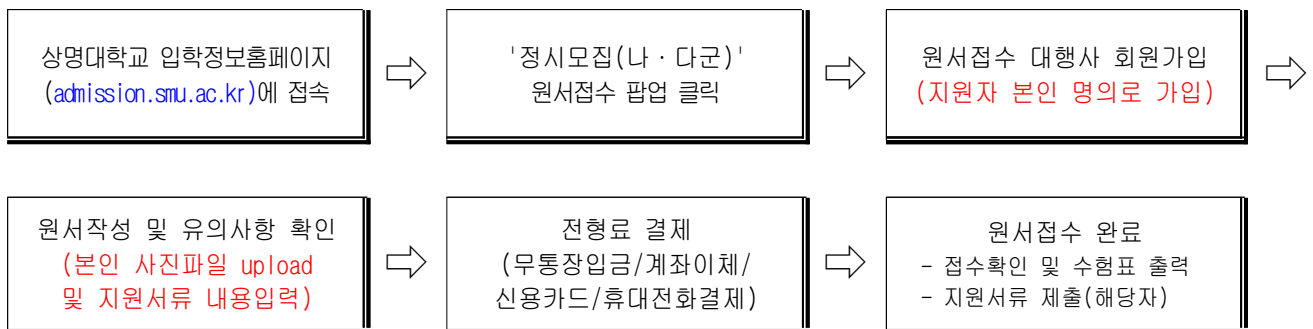 상명대학교 입학정보홈페이지
(admission.smu.ac.kr)에 접속
'정시모집(나 · 다군)'
원서접수 팝업 클릭
원서접수 대행사 회원가입
(지원자 본인 명의로 가입)
원서작성 및 유의사항 확인
(본인 사진파일 upload
및 지원서류 내용입력)
전형료 결제
(무통장입금/계좌이체/
신용카드/휴대전화결제)
원서접수 완료
- 접수확인 및 수험표 출력
- 지원서류 제출(해당자)